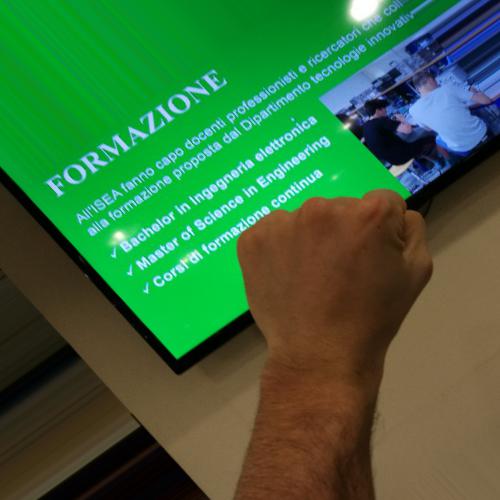 FORMAZIONE
All'ISEA fanno capo docenti professionisti e ricercatori che
alla formazione proposta dal Dipartimento tecnologie
✓ Bachelor in Ingegneria elettronica
✓ Master of Science in Engineering
✓ Corsi di formazione continua